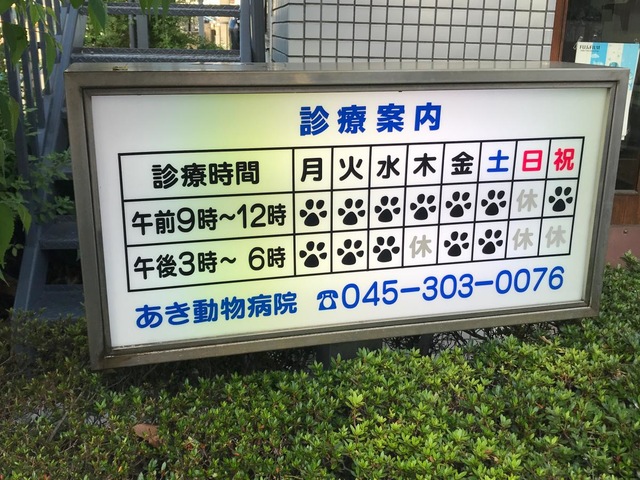 診療案内
診療時間 月 火 水 木 金 土 日 祝
午前9時～12時 休
午後3時～6時 休 休 休
あき動物病院 ☎045-303-0076